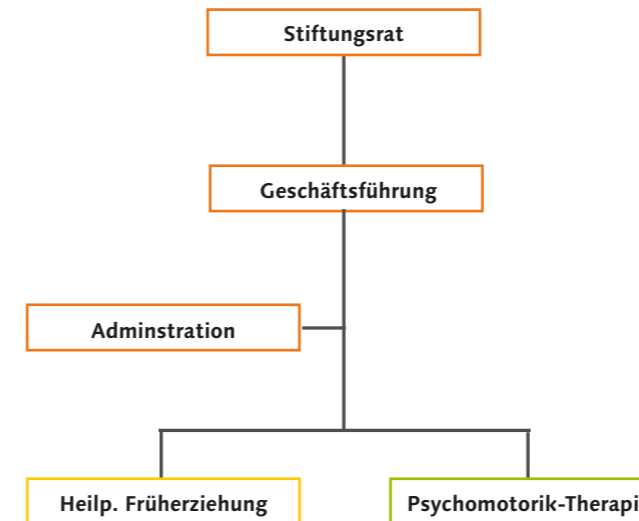 Stiftungsrat
Geschäftsführung
Adminstration
Heilp. Früherziehung
Psychomotorik-Therapi